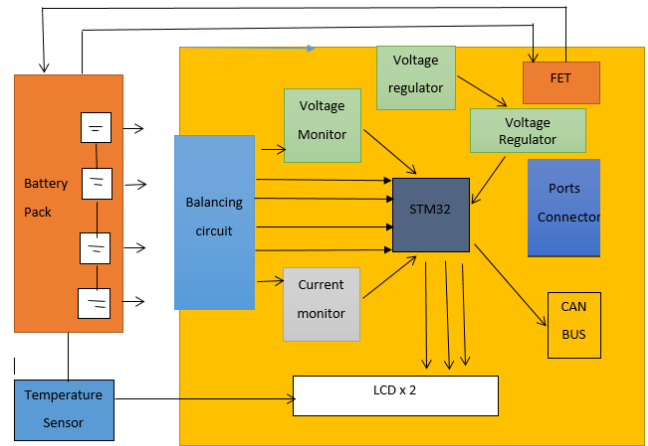 Voltage
regulator
FET
Voltage
Monitor
Voltage
Regulator
Battery
Pack
Balancing
circuit
STM32
Ports
Connector
Current
monitor
CAN
BUS
Temperature
Sensor
LCD x 2